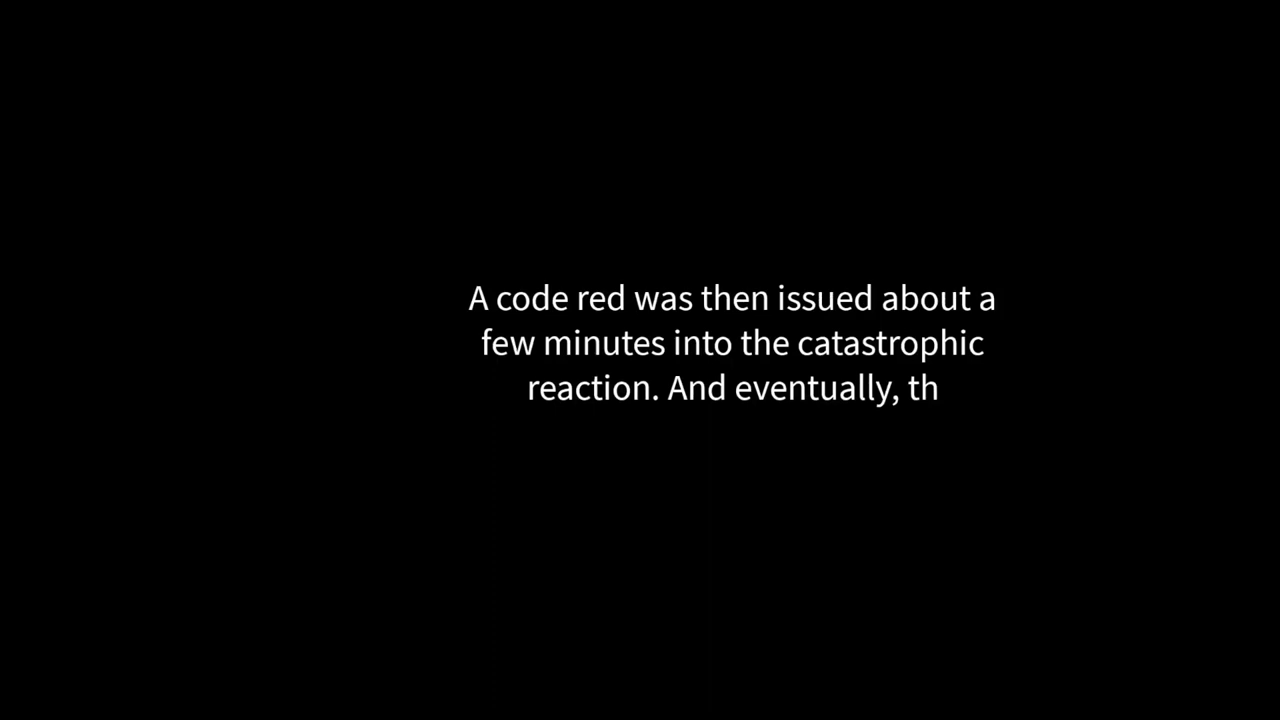 A code red was then issued about a
few minutes into the catastrophic
reaction. And eventually, th